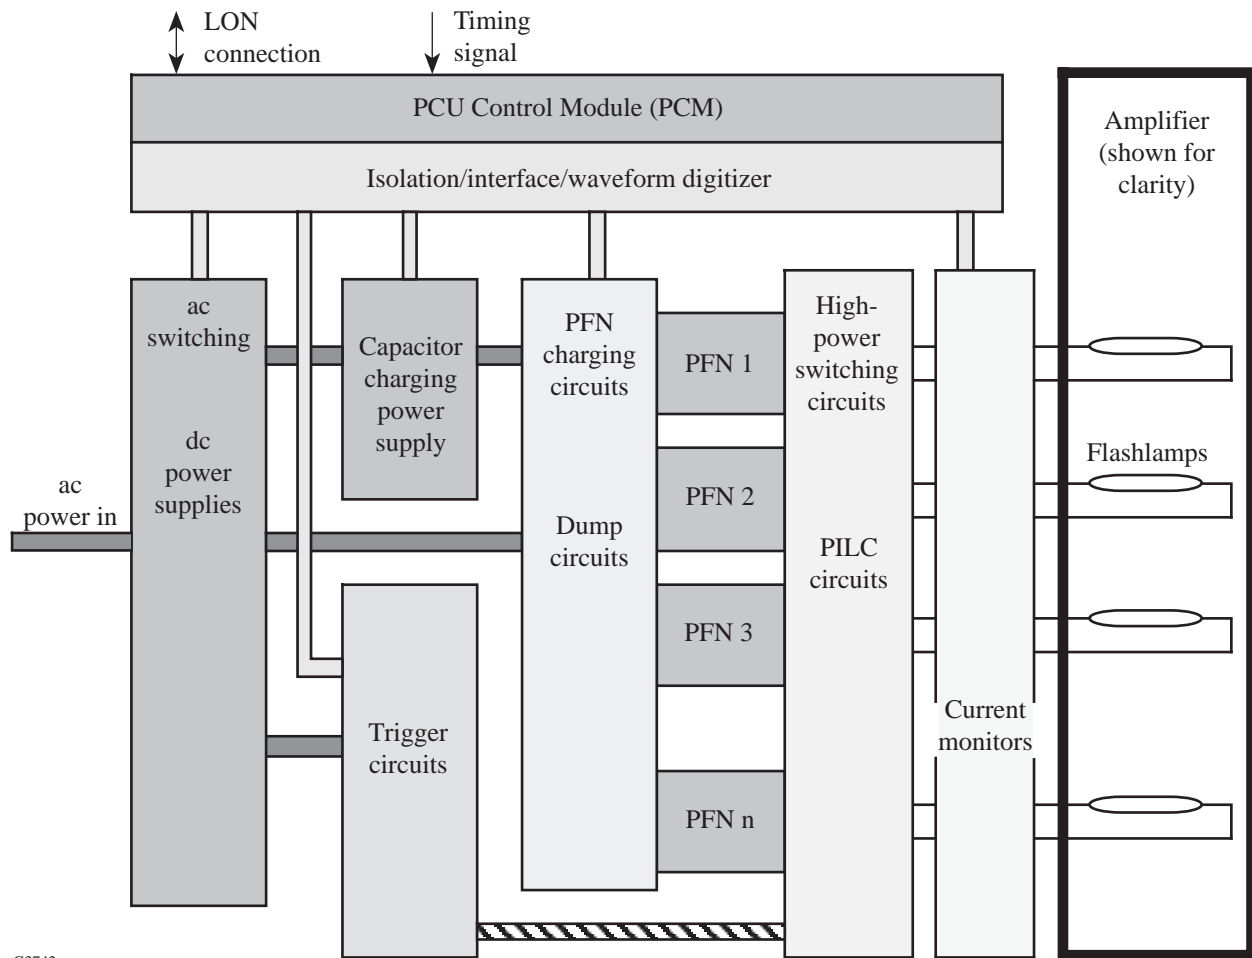 LON
connection
Timing
signal
PCU Control Module (PCM)
Isolation/interface/waveform digitizer
Amplifier
(shown for
clarity)
ac
switching
dc
power
supplies
ac
power in
Capacitor
charging
power
supply
PFN
charging
circuits
Dump
circuits
PFN 1
PFN 2
PFN 3
PFN n
High-
power
switching
circuits
PILC
circuits
Flashlamps
Trigger
circuits
Current
monitors